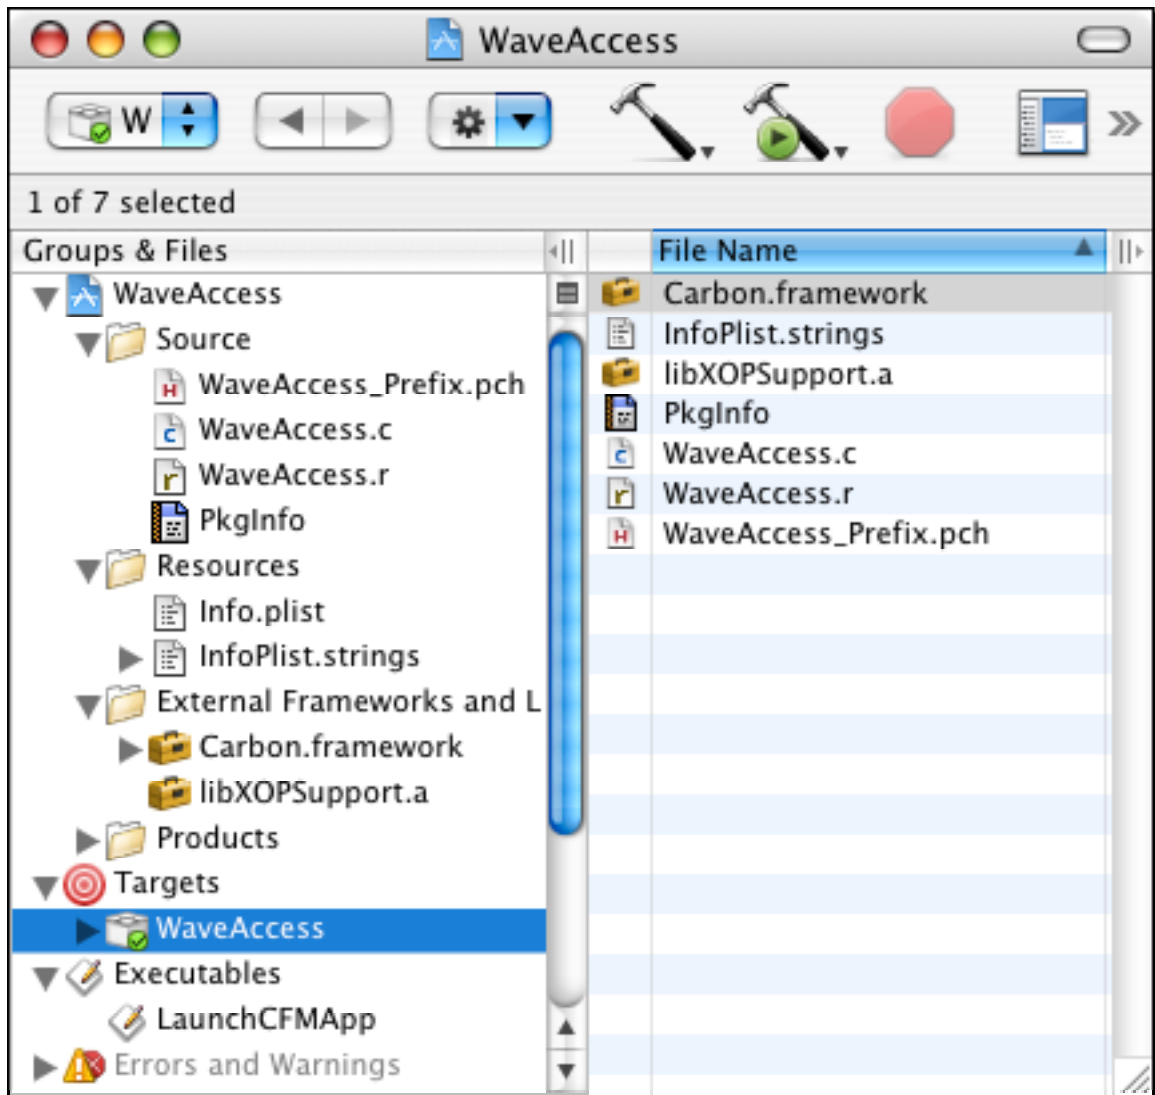 WaveAccess
W
1 of 7 selected
Groups & Files
WaveAccess
Source
WaveAccess_Prefix.pch
WaveAccess.c
WaveAccess.r
PkgInfo
Resources
Info.plist
InfoPlist.strings
External Frameworks and L
Carbon.framework
libXOPSupport.a
Products
Targets
WaveAccess
Executables
LaunchCFMApp
Errors and Warnings
File Name
Carbon.framework
InfoPlist.strings
libXOPSupport.a
PkgInfo
WaveAccess.c
WaveAccess.r
WaveAccess_Prefix.pch